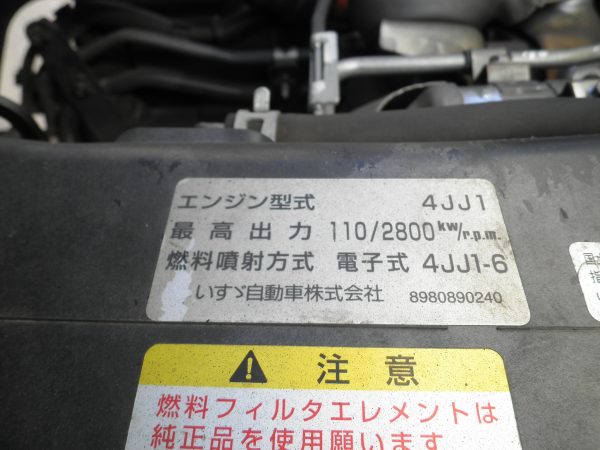 エンジン型式 4JJ1
最高出力 110/2800kw/r.p.m.
燃料噴射方式 電子式 4JJ1-6
いすゞ自動車株式会社 8980890240
注意
燃料フィルタエレメントは
純正品を使用願います